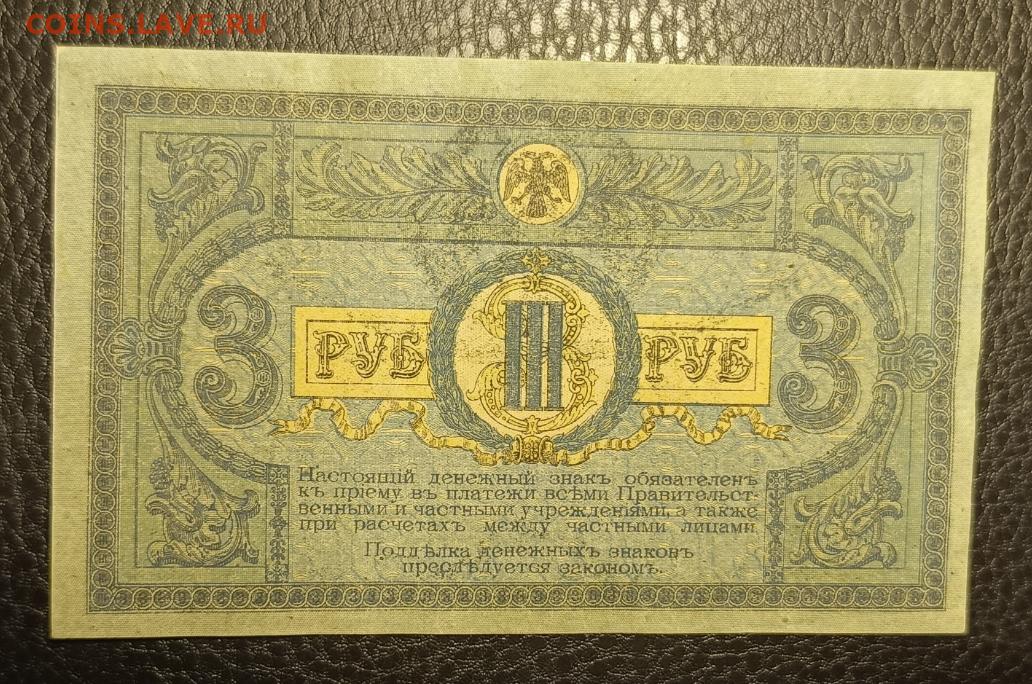 COINS.LAVE.RU
3 РУБ III РУБ 3
Настоящій денежный знакъ обязателенъ
къ пріему въ платежи всѣми Правительст-
венными и частными учрежденіями, а также
при расчетахъ между частными лицами.
Поддѣлка денежныхъ знаковъ
преслѣдуется закономъ.